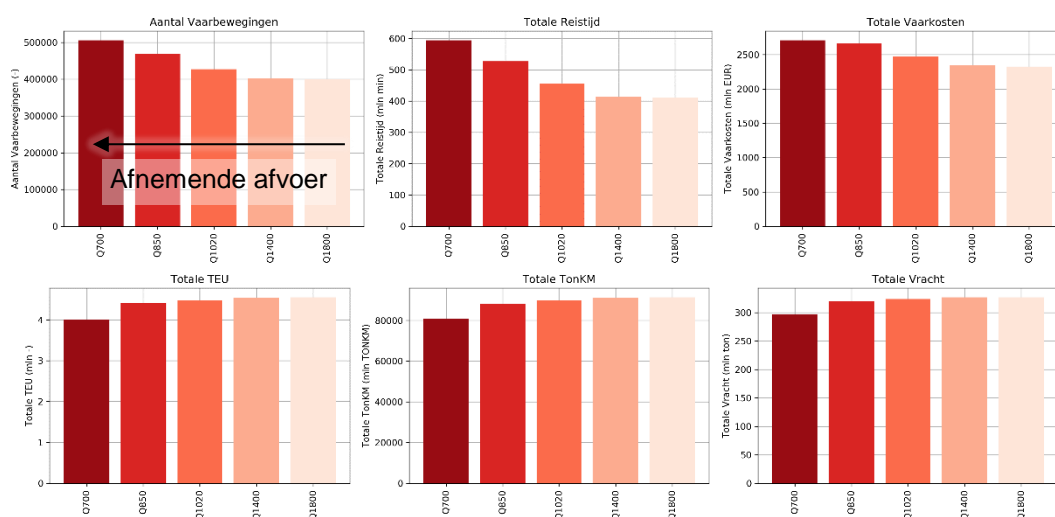 Aantal Vaarbewegingen
Aantal Vaarbewegingen (-)
500000
400000
300000
200000
100000
0
Afnemende afvoer
Q700
Q850
Q1020
Q1400
Q1800
Totale Reistijd
Totale Reistijd (mln min)
600
500
400
300
200
100
0
Q700
Q850
Q1020
Q1400
Q1800
Totale Vaarkosten
Totale Vaarkosten (mln EUR)
2500
2000
1500
1000
500
0
Q700
Q850
Q1020
Q1400
Q1800
Totale TEU
Totale TEU (mln -)
4
3
2
1
0
Q700
Q850
Q1020
Q1400
Q1800
Totale TonKM
Totale TonKM (mln TONKM)
80000
60000
40000
20000
0
Q700
Q850
Q1020
Q1400
Q1800
Totale Vracht
Totale Vracht (mln ton)
300
250
200
150
100
50
0
Q700
Q850
Q1020
Q1400
Q1800